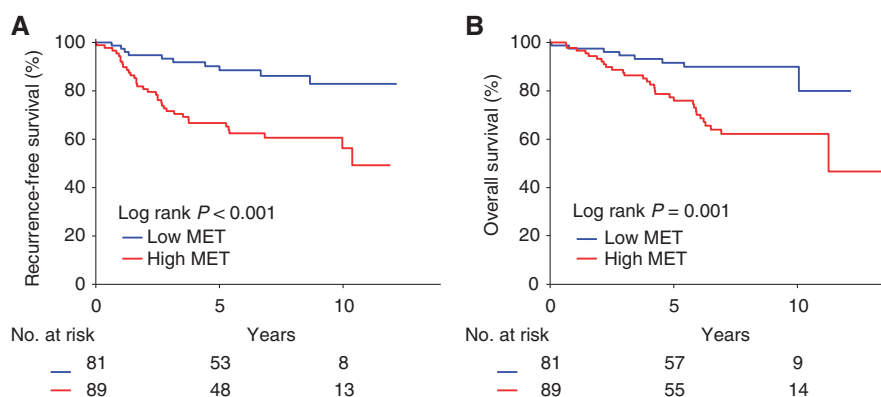 A
Recurrence-free survival (%)
100
80
60
40
20
0
Log rank P < 0.001
Low MET
High MET
0 5 10
No. at risk Years
81 53 8
89 48 13
B
Overall survival (%)
100
80
60
40
20
0
Log rank P = 0.001
Low MET
High MET
0 5 10
No. at risk Years
81 57 9
89 55 14